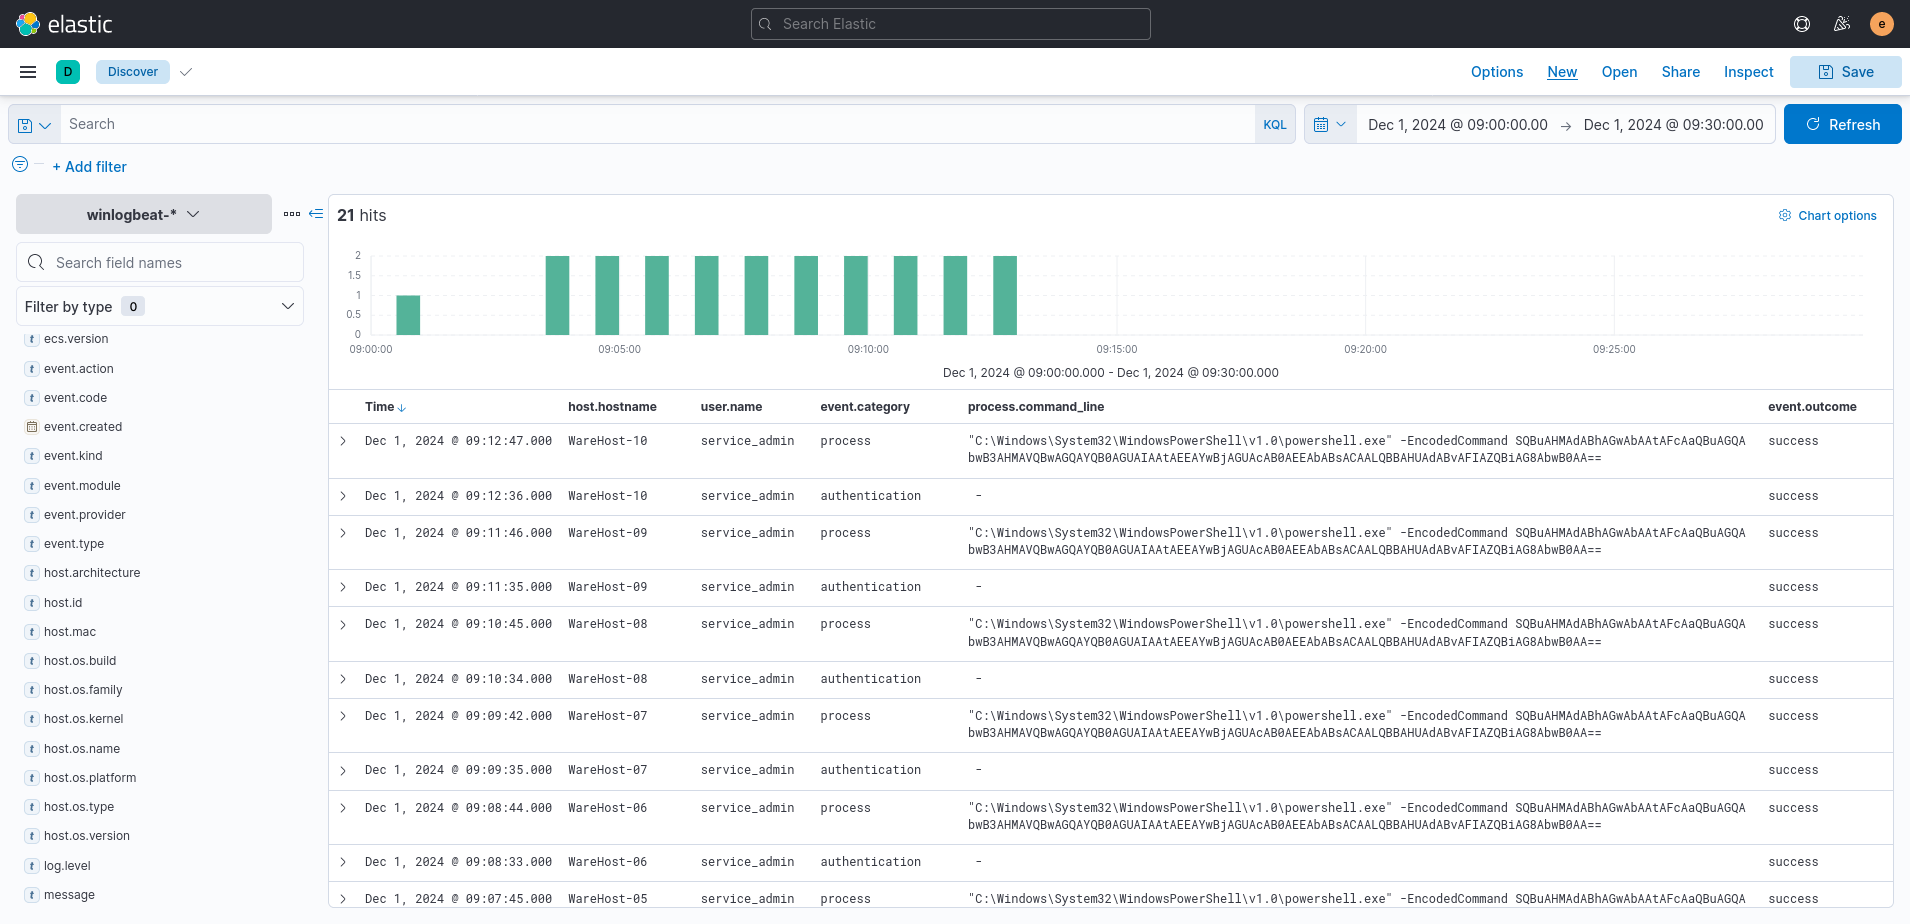 elastic
Search Elastic
e
D
Discover
Options
New
Open
Share
Inspect
Save
Search
KQL
Dec 1, 2024 @ 09:00:00.00 → Dec 1, 2024 @ 09:30:00.00
Refresh
+ Add filter
winlogbeat-*
Search field names
Filter by type 0
t ecs.version
t event.action
t event.code
event.created
t event.kind
t event.module
t event.provider
t event.type
t host.architecture
t host.id
t host.mac
t host.os.build
t host.os.family
t host.os.kernel
t host.os.name
t host.os.platform
t host.os.type
t host.os.version
t log.level
t message
21 hits
Chart options
2
1.5
1
0.5
0
09:00:00 09:05:00 09:10:00 09:15:00 09:20:00 09:25:00
Dec 1, 2024 @ 09:00:00.000 - Dec 1, 2024 @ 09:30:00.000
Time ↓ host.hostname user.name event.category process.command_line event.outcome
Dec 1, 2024 @ 09:12:47.000 WareHost-10 service_admin process "C:\Windows\System32\WindowsPowerShell\v1.0\powershell.exe" -EncodedCommand SQBuAHMAdABhAGwAbAAtAFcAaQBuAGQA success
bwB3AHMAVQBwAGQAYQB0AGUAIAAtAEEAYwBjAGUAcAB0AEEAbABsACAALQBBAHUAdABvAFIAZQBiAG8AbwB0AA==
Dec 1, 2024 @ 09:12:36.000 WareHost-10 service_admin authentication - success
Dec 1, 2024 @ 09:11:46.000 WareHost-09 service_admin process "C:\Windows\System32\WindowsPowerShell\v1.0\powershell.exe" -EncodedCommand SQBuAHMAdABhAGwAbAAtAFcAaQBuAGQA success
bwB3AHMAVQBwAGQAYQB0AGUAIAAtAEEAYwBjAGUAcAB0AEEAbABsACAALQBBAHUAdABvAFIAZQBiAG8AbwB0AA==
Dec 1, 2024 @ 09:11:35.000 WareHost-09 service_admin authentication - success
Dec 1, 2024 @ 09:10:45.000 WareHost-08 service_admin process "C:\Windows\System32\WindowsPowerShell\v1.0\powershell.exe" -EncodedCommand SQBuAHMAdABhAGwAbAAtAFcAaQBuAGQA success
bwB3AHMAVQBwAGQAYQB0AGUAIAAtAEEAYwBjAGUAcAB0AEEAbABsACAALQBBAHUAdABvAFIAZQBiAG8AbwB0AA==
Dec 1, 2024 @ 09:10:34.000 WareHost-08 service_admin authentication - success
Dec 1, 2024 @ 09:09:42.000 WareHost-07 service_admin process "C:\Windows\System32\WindowsPowerShell\v1.0\powershell.exe" -EncodedCommand SQBuAHMAdABhAGwAbAAtAFcAaQBuAGQA success
bwB3AHMAVQBwAGQAYQB0AGUAIAAtAEEAYwBjAGUAcAB0AEEAbABsACAALQBBAHUAdABvAFIAZQBiAG8AbwB0AA==
Dec 1, 2024 @ 09:09:35.000 WareHost-07 service_admin authentication - success
Dec 1, 2024 @ 09:08:44.000 WareHost-06 service_admin process "C:\Windows\System32\WindowsPowerShell\v1.0\powershell.exe" -EncodedCommand SQBuAHMAdABhAGwAbAAtAFcAaQBuAGQA success
bwB3AHMAVQBwAGQAYQB0AGUAIAAtAEEAYwBjAGUAcAB0AEEAbABsACAALQBBAHUAdABvAFIAZQBiAG8AbwB0AA==
Dec 1, 2024 @ 09:08:33.000 WareHost-06 service_admin authentication - success
Dec 1, 2024 @ 09:07:45.000 WareHost-05 service_admin process "C:\Windows\System32\WindowsPowerShell\v1.0\powershell.exe" -EncodedCommand SQBuAHMAdABhAGwAbAAtAFcAaQBuAGQA success